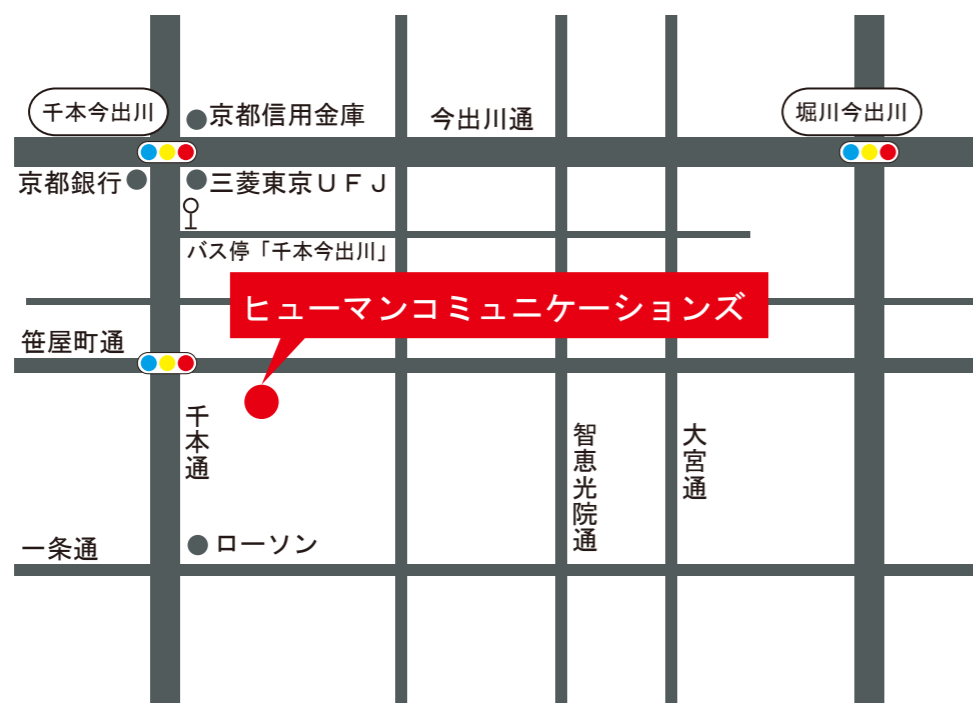 千本今出川
京都信用金庫
今出川通
堀川今出川
京都銀行
三菱東京ＵＦＪ
バス停「千本今出川」
ヒューマンコミュニケーションズ
笹屋町通
千本通
智恵光院通
大宮通
一条通
ローソン